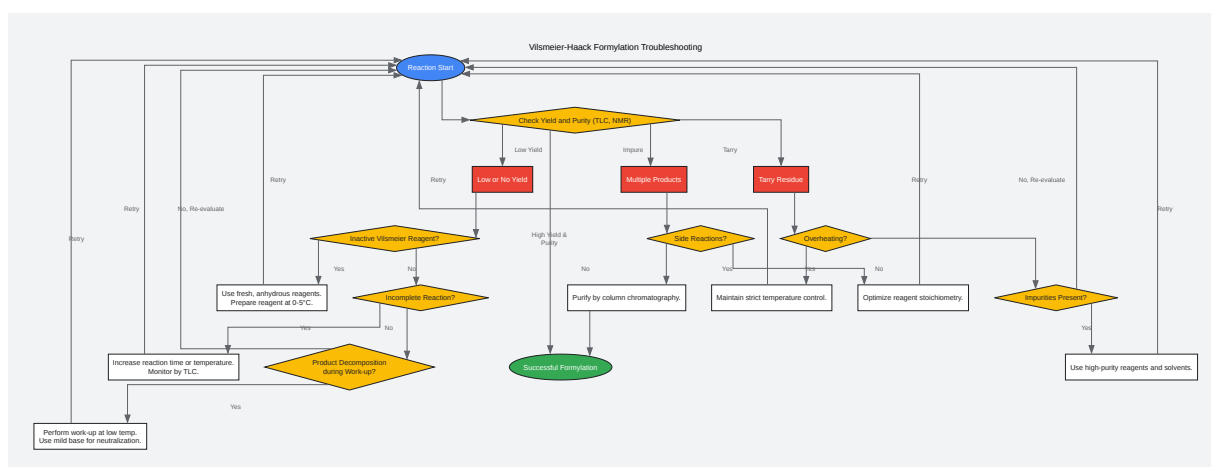 Vilsmeier-Haack Formylation Troubleshooting
Reaction Start
Check Yield and Purity (TLC, NMR)
Low Yield
Impure
Tarry
Retry
Retry
Low or No Yield
Multiple Products
Tarry Residue
Retry
No, Re-evaluate
Retry
No, Re-evaluate
Retry
Retry
Inactive Vilsmeier Reagent?
High Yield &
Purity
Side Reactions?
Overheating?
Yes
No
No
Yes
Yes
No
Use fresh, anhydrous reagents.
Prepare reagent at 0-5°C.
Incomplete Reaction?
Purify by column chromatography.
Maintain strict temperature control.
Optimize reagent stoichiometry.
Impurities Present?
Yes
No
Yes
Increase reaction time or temperature.
Monitor by TLC.
Product Decomposition
during Work-up?
Successful Formylation
Use high-purity reagents and solvents.
Yes
Perform work-up at low temp.
Use mild base for neutralization.